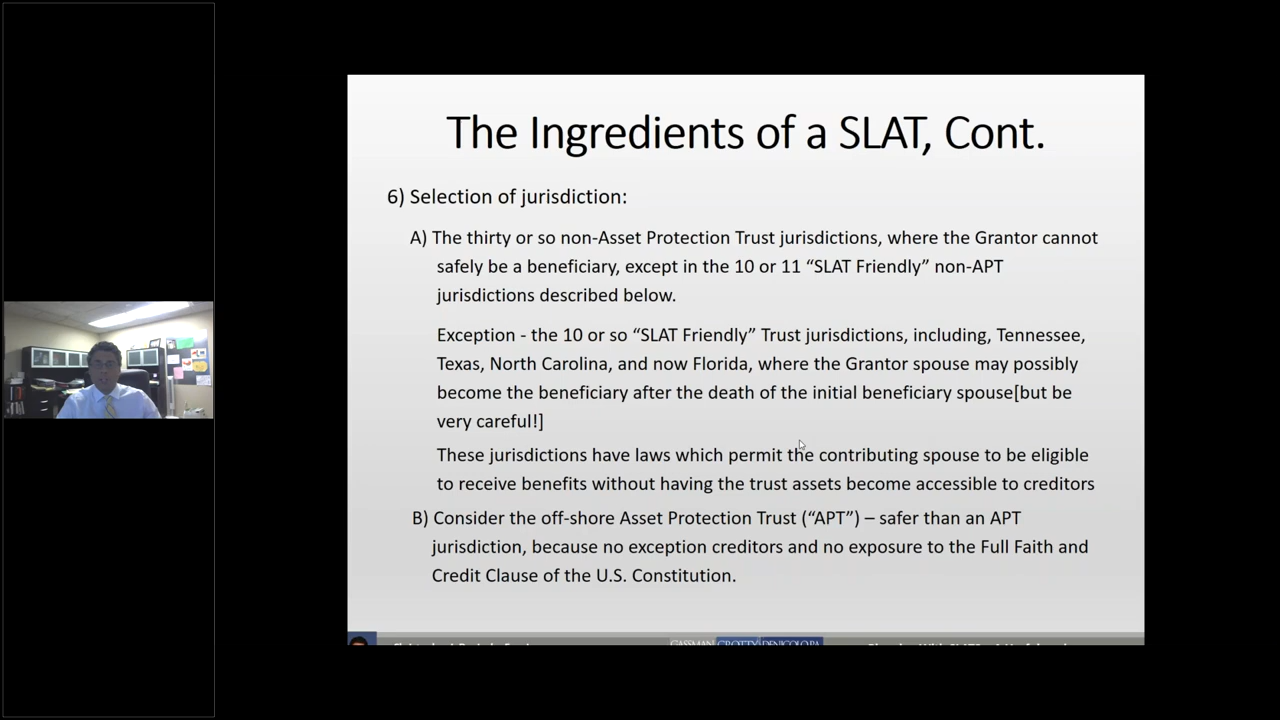 The Ingredients of a SLAT, Cont.
6) Selection of jurisdiction:
A) The thirty or so non-Asset Protection Trust jurisdictions, where the Grantor cannot
safely be a beneficiary, except in the 10 or 11 “SLAT Friendly” non-APT
jurisdictions described below.
Exception - the 10 or so “SLAT Friendly” Trust jurisdictions, including, Tennessee,
Texas, North Carolina, and now Florida, where the Grantor spouse may possibly
become the beneficiary after the death of the initial beneficiary spouse[but be
very careful!]
These jurisdictions have laws which permit the contributing spouse to be eligible
to receive benefits without having the trust assets become accessible to creditors
B) Consider the off-shore Asset Protection Trust (“APT”) – safer than an APT
jurisdiction, because no exception creditors and no exposure to the Full Faith and
Credit Clause of the U.S. Constitution.
GASSMAN CROTTY DENICOLO PA